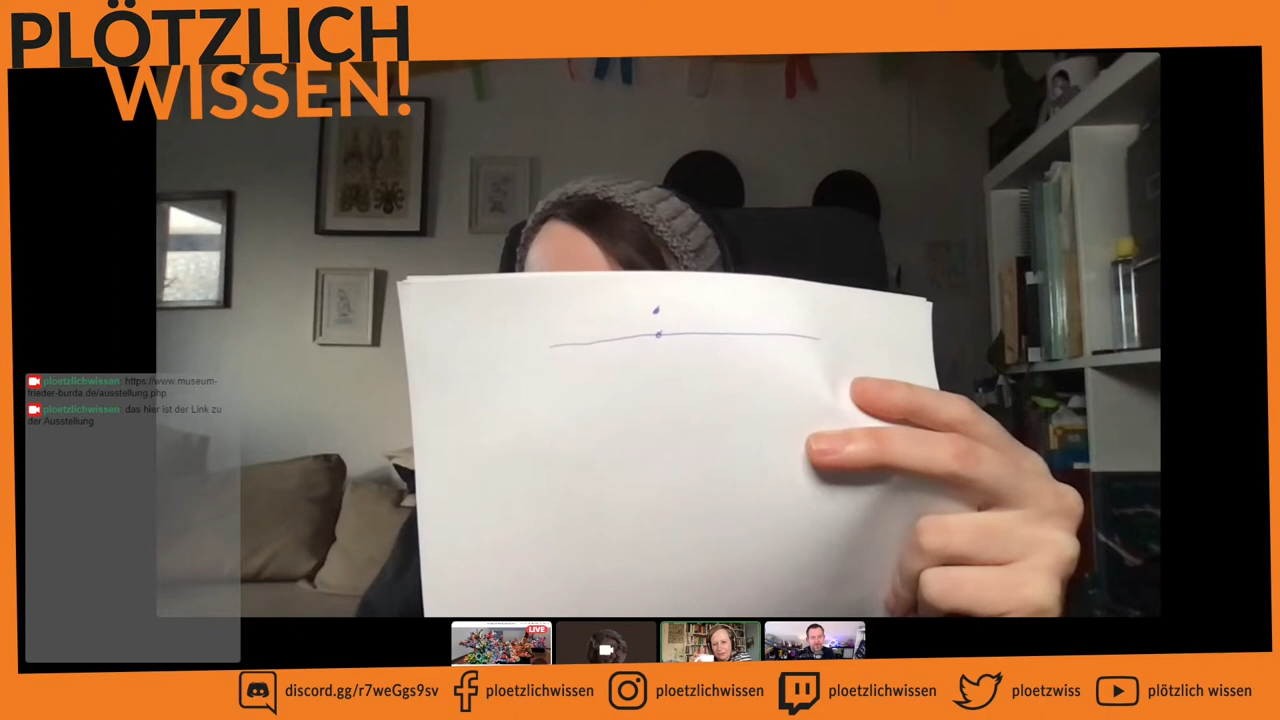 PLÖTZLICH
WISSEN!
ploetzlichwissen https://www.museum-
frieder-burda.de/ausstellung.php
ploetzlichwissen das hier ist der Link zu
der Ausstellung
LIVE
discord.gg/r7weGgs9sv
ploetzlichwissen
ploetzlichwissen
ploetzlichwissen
ploetzwiss
plötzlich wissen